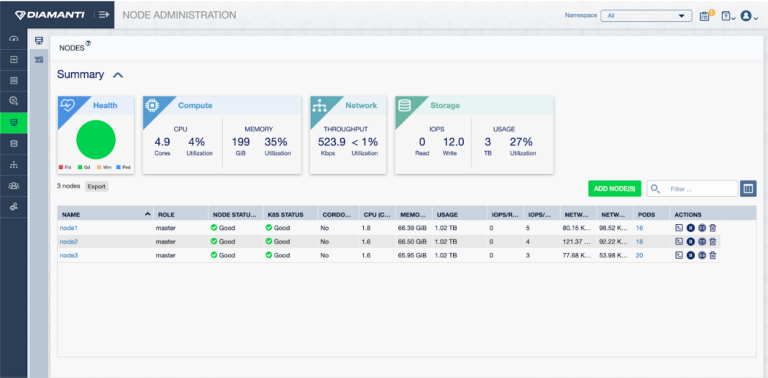 DIAMANTI NODE ADMINISTRATION Namespace All
NODES
Summary
Health Compute Network Storage
CPU MEMORY THROUGHPUT IOPS USAGE
4.9 4% 199 35% 523.9 < 1% 0 12.0 3 27%
Cores Utilization GiB Utilization Kbps Utilization Read Write TB Utilization
Gd Wrn
3 nodes Export ADD NODE(S) Filter ...
NAME ROLE NODE STATU... K8S STATUS CORDO... CPU (C... MEMO... USAGE IOPS/R... IOPS/... NETW... NETW... PODS ACTIONS
node1 master Good Good No 1.8 66.39 GiB 1.02 TB 0 5 80.15 K... 98.52 K... 16
node2 master Good Good No 1.6 66.50 GiB 1.02 TB 0 4 121.37 ... 92.22 K... 18
node3 master Good Good No 1.6 65.95 GiB 1.02 TB 0 3 77.68 K... 53.98 K... 20